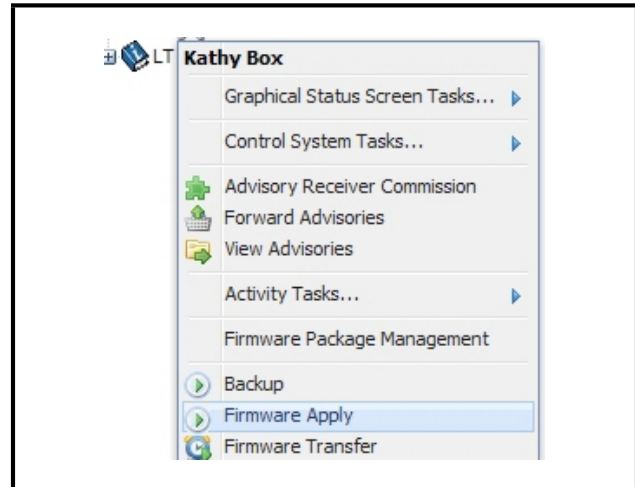 LT
Kathy Box
Graphical Status Screen Tasks...
Control System Tasks...
Advisory Receiver Commission
Forward Advisories
View Advisories
Activity Tasks...
Firmware Package Management
Backup
Firmware Apply
Firmware Transfer